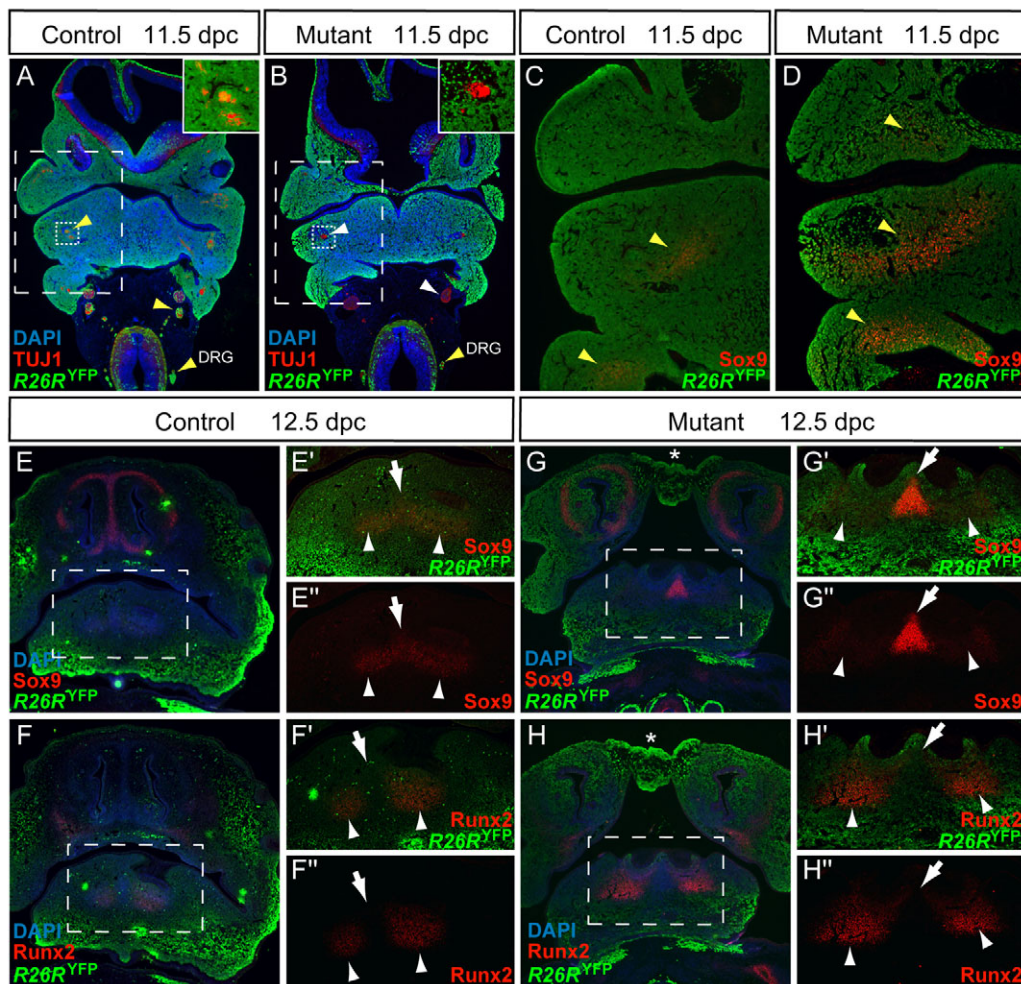 Control 11.5 dpc
Mutant 11.5 dpc
Control 11.5 dpc
Mutant 11.5 dpc
A
B
C
D
DRG
DRG
DAPI
TUJ1
R26R^YFP
DAPI
TUJ1
R26R^YFP
Sox9
R26R^YFP
Sox9
R26R^YFP
Control 12.5 dpc
Mutant 12.5 dpc
E
E'
G
*
G'
Sox9
R26R^YFP
Sox9
R26R^YFP
E"
G"
DAPI
Sox9
R26R^YFP
Sox9
DAPI
Sox9
R26R^YFP
Sox9
F
F'
H
*
H'
Runx2
R26R^YFP
Runx2
R26R^YFP
F"
H"
DAPI
Runx2
R26R^YFP
Runx2
DAPI
Runx2
R26R^YFP
Runx2